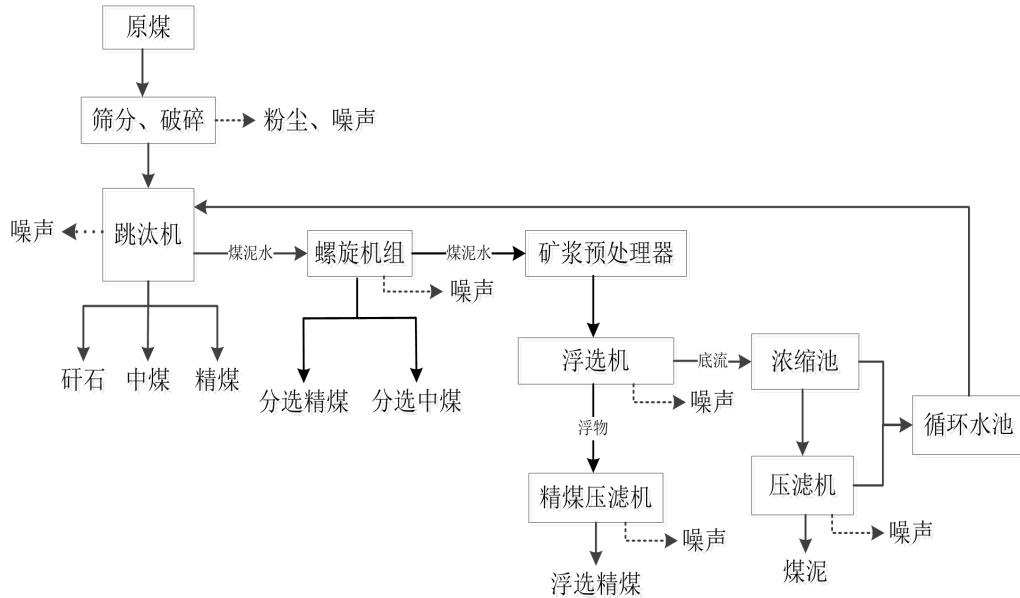 原煤
筛分、破碎
粉尘、噪声
噪声
跳汰机
煤泥水
螺旋机组
煤泥水
矿浆预处理器
噪声
矸石
中煤
精煤
分选精煤
分选中煤
浮选机
底流
浓缩池
噪声
循环水池
浮物
精煤压滤机
压滤机
噪声
噪声
浮选精煤
煤泥